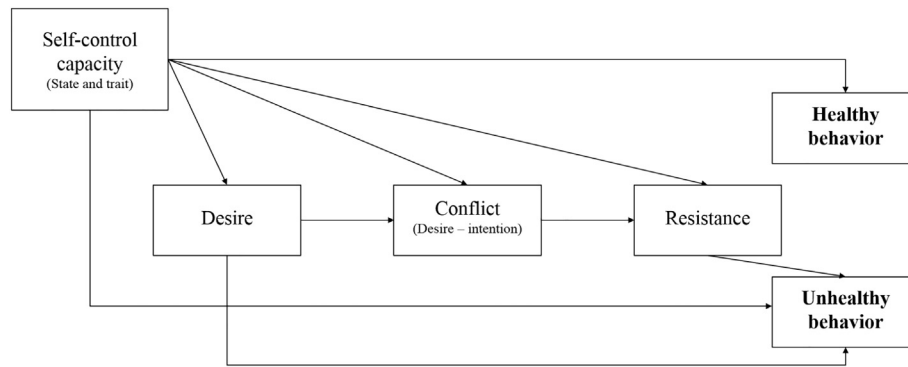 Self-control
capacity
(State and trait)
Healthy
behavior
Desire
Conflict
(Desire – intention)
Resistance
Unhealthy
behavior